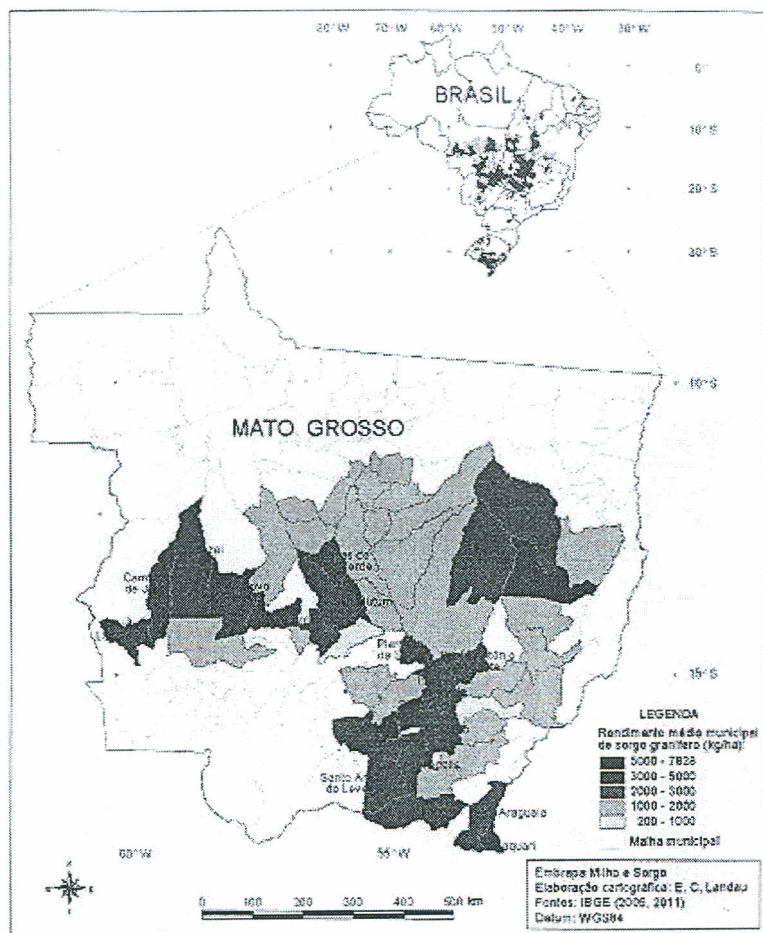 80°W 70°W 60°W 50°W 40°W 30°W
0°
BRASIL
10°S
20°S
30°S
10°S
MATO GROSSO
15°S
Santo A
do Leve
Araguaia
aquari
LEGENDA
Rendimento médio municipal
de sorgo granífero (kg/ha):
5000 - 7828
3000 - 5000
2000 - 3000
1000 - 2000
200 - 1000
Malha municipal
60°W 55°W
0 100 200 300 400 500 km
Embrapa Milho e Sorgo
Elaboração cartográfica: E. C. Landau
Fontes: IBGE (2006, 2011)
Datum: WGS84